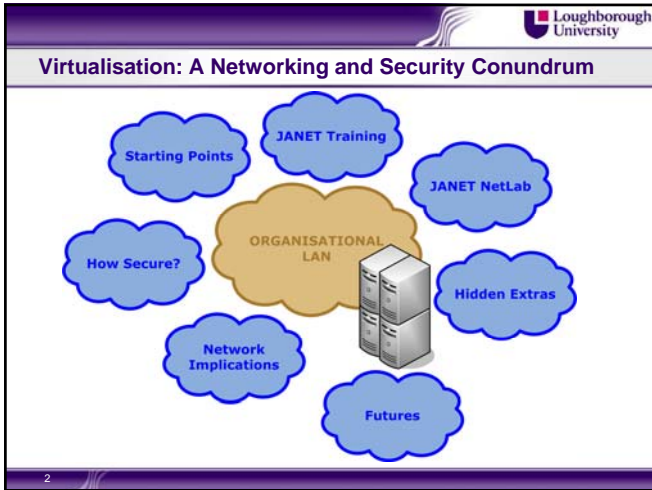 Loughborough
University
Virtualisation: A Networking and Security Conundrum
JANET Training
Starting Points
JANET NetLab
ORGANISATIONAL
LAN
How Secure?
Hidden Extras
Network
Implications
Futures
2